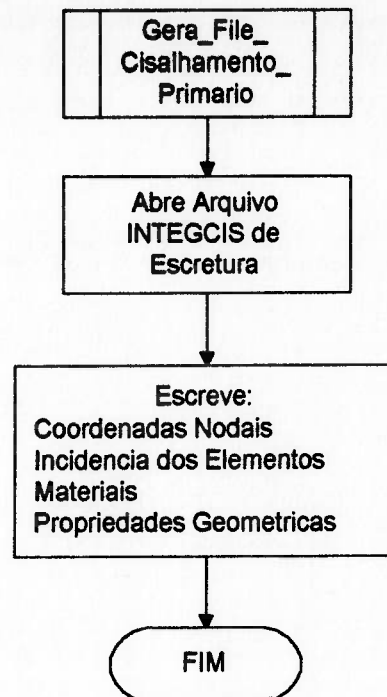 Gera_File_
Cisalhamento_
Primario
Abre Arquivo
INTEGCIS de
Escretura
Escreve:
Coordenadas Nodais
Incidencia dos Elementos
Materiais
Propriedades Geometricas
FIM